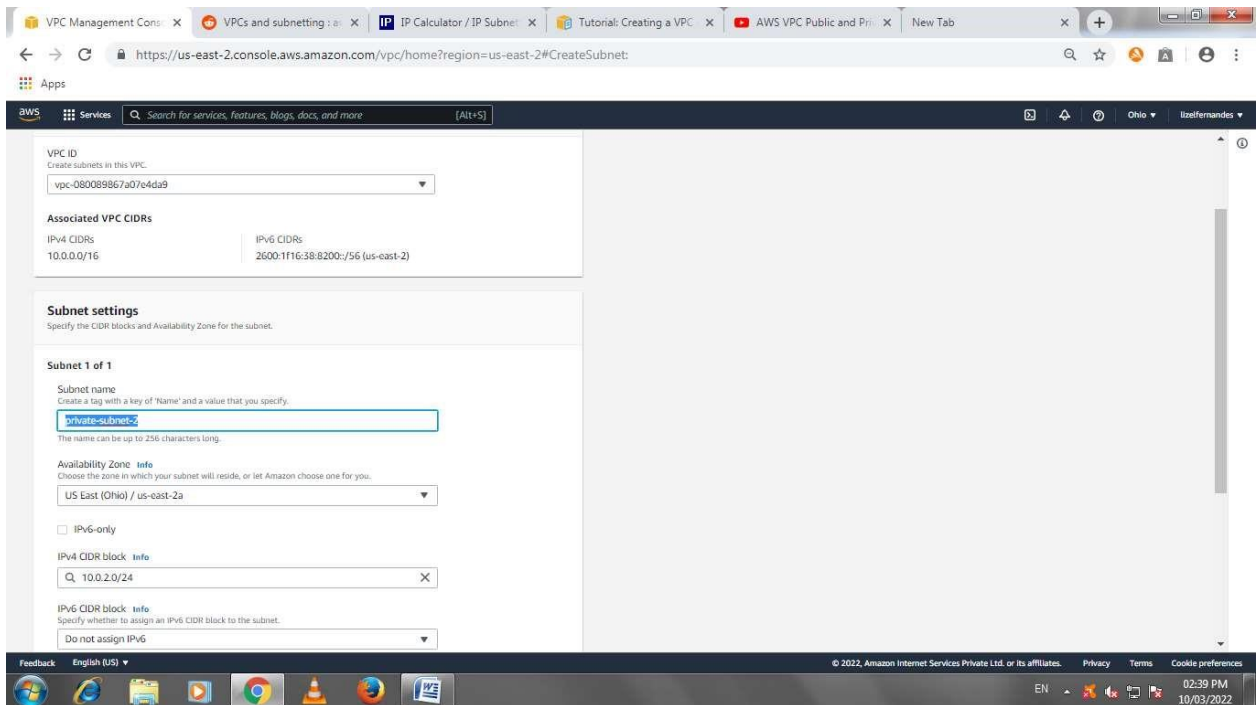 VPC Management Cons
VPCs and subnetting : a
IP
IP Calculator / IP Subne
Tutorial: Creating a VPC
AWS VPC Public and Pri
New Tab
https://us-east-2.console.aws.amazon.com/vpc/home?region=us-east-2#CreateSubnet:
Apps
aws
Services
Search for services, features, blogs, docs, and more
[Alt+S]
Ohio
lizelfernandes
VPC ID
Create subnets in this VPC.
vpc-080089867a07e4da9
Associated VPC CIDRs
IPv4 CIDRs
IPv6 CIDRs
10.0.0.0/16
2600:1f16:38:8200::/56 (us-east-2)
Subnet settings
Specify the CIDR blocks and Availability Zone for the subnet.
Subnet 1 of 1
Subnet name
Create a tag with a key of 'Name' and a value that you specify.
private-subnet-2
The name can be up to 256 characters long.
Availability Zone Info
Choose the zone in which your subnet will reside, or let Amazon choose one for you.
US East (Ohio) / us-east-2a
IPv6-only
IPv4 CIDR block Info
10.0.2.0/24
IPv6 CIDR block Info
Specify whether to assign an IPv6 CIDR block to the subnet.
Do not assign IPv6
Feedback
English (US)
© 2022, Amazon Internet Services Private Ltd. or its affiliates.
Privacy
Terms
Cookie preferences
EN
02:39 PM
10/03/2022